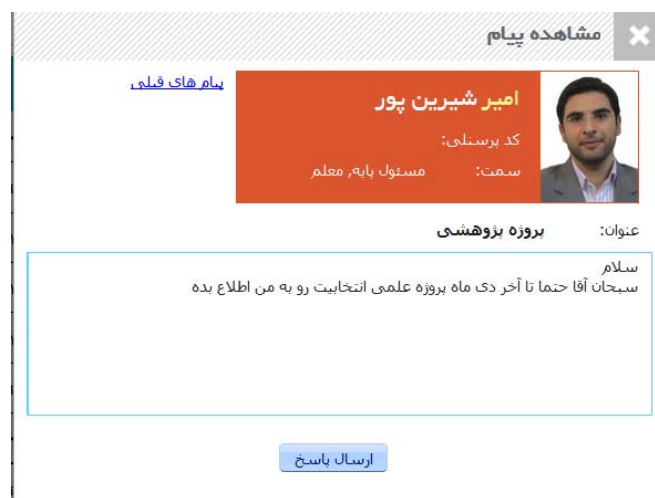 مشاهده پیام
پیام های قبلی
امیر شیرین پور
کد پرسنلی:
سمت: مسئول پایه, معلم
عنوان: پروژه پژوهشی
سلام
سبحان آقا حتما تا آخر دی ماه پروژه علمی انتخابیت رو به من اطلاع بده
ارسال پاسخ